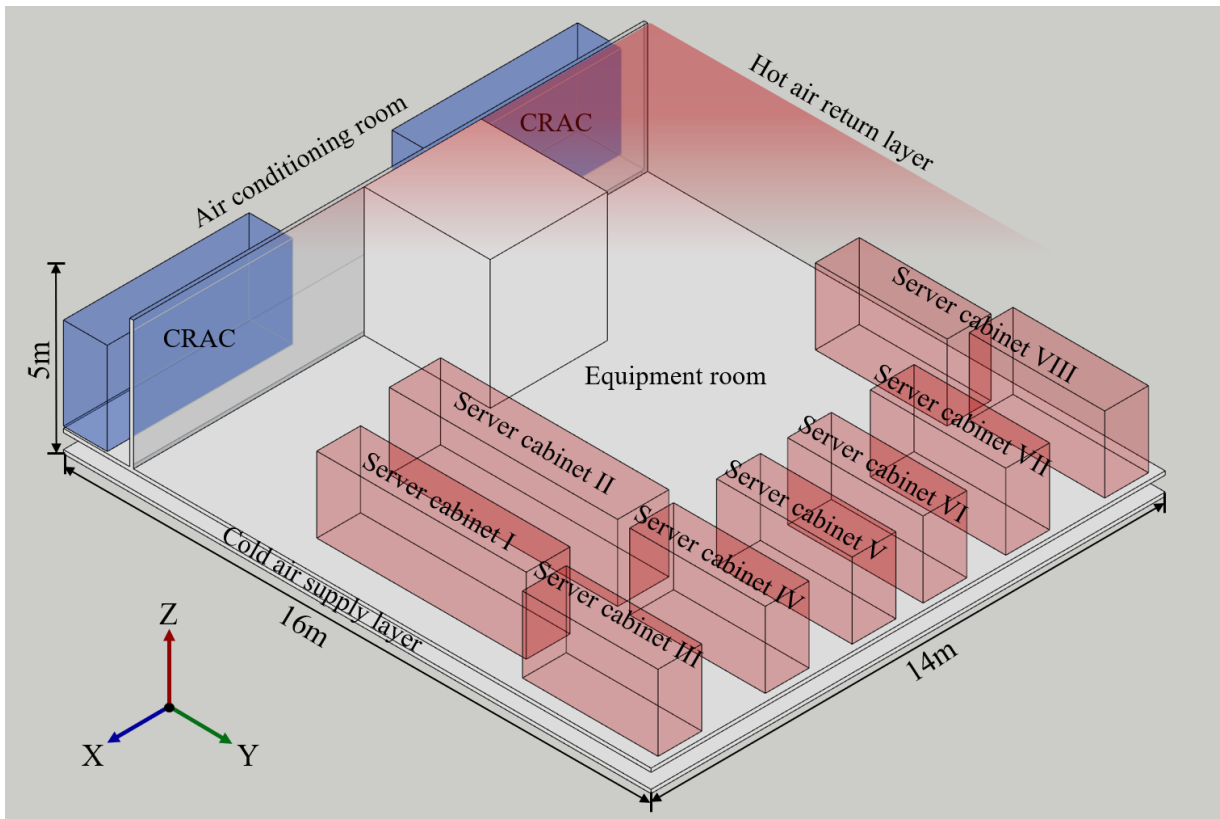 Hot air return layer
Air conditioning room
CRAC
CRAC
5m
Server cabinet VIII
Server cabinet VII
Server cabinet VI
Server cabinet V
Equipment room
Server cabinet II
Server cabinet I
Server cabinet IV
Server cabinet III
Cold air supply layer
16m
14m
Z
X
Y